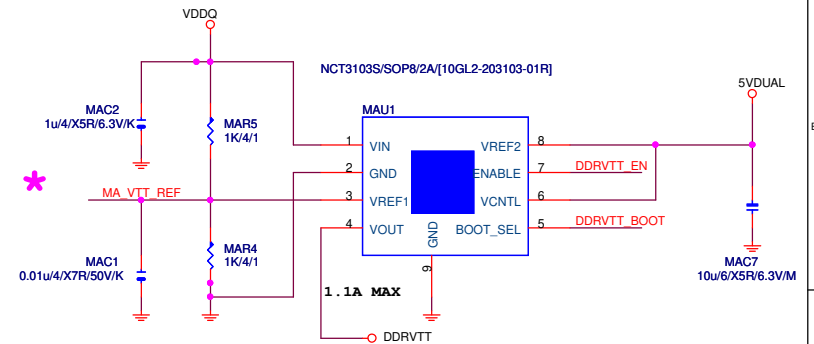 VDDQ
NCT3103S/SOP8/2A/[10GL2-203103-01R]
5VDUAL
MAC2
1u/4/X5R/6.3V/K
MAR5
1K/4/1
MAU1
1 VIN VREF2 8
2 GND ENABLE 7 DDRVTT_EN
MA_VTT_REF 3 VREF1 VCNTL 6
4 VOUT GND BOOT_SEL 5 DDRVTT_BOOT
9
MAC1
0.01u/4/X7R/50V/K
MAR4
1K/4/1
MAC7
10u/6/X5R/6.3V/M
1.1A MAX
DDRVTT